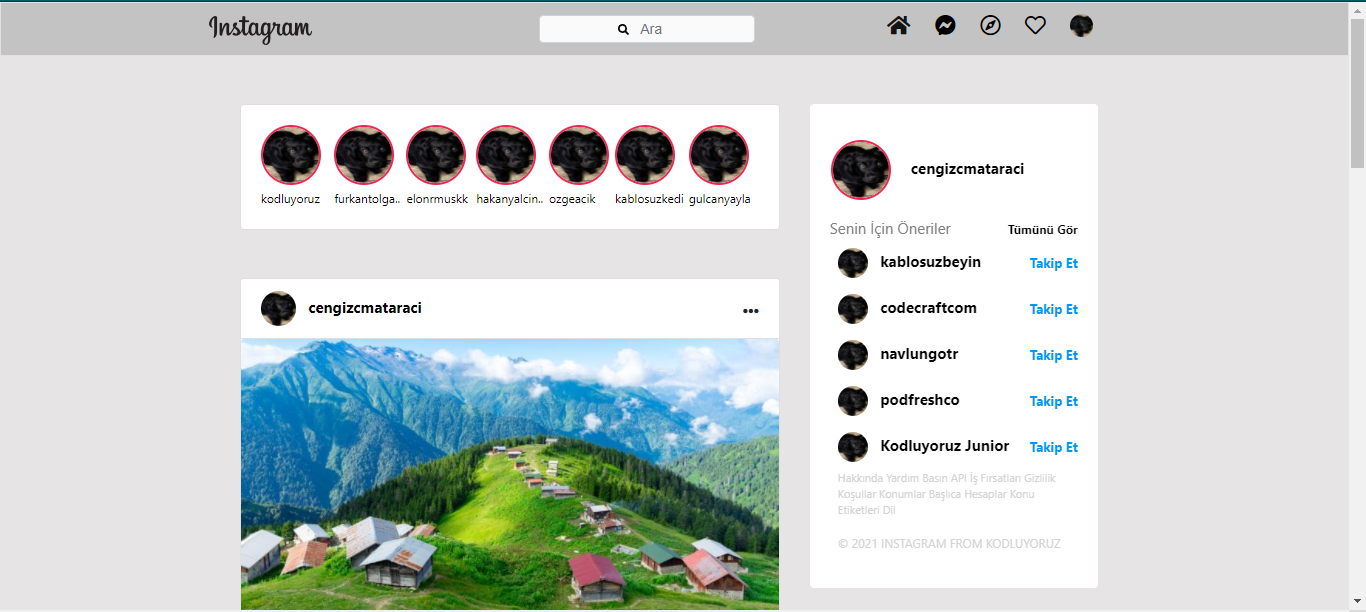 Instagram
Ara
kodluyoruz furkantolga.. elonrmuskk hakanyalcin.. ozgeacik kablosuzkedi gulcanyayla
cengizcmataraci
cengizcmataraci
Senin İçin Öneriler Tümünü Gör
kablosuzbeyin Takip Et
codecraftcom Takip Et
navlungotr Takip Et
podfreshco Takip Et
Kodluyoruz Junior Takip Et
Hakkında Yardım Basın API İş Fırsatları Gizlilik
Koşullar Konumlar Başlıca Hesaplar Konu
Etiketleri Dil
© 2021 INSTAGRAM FROM KODLUYORUZ